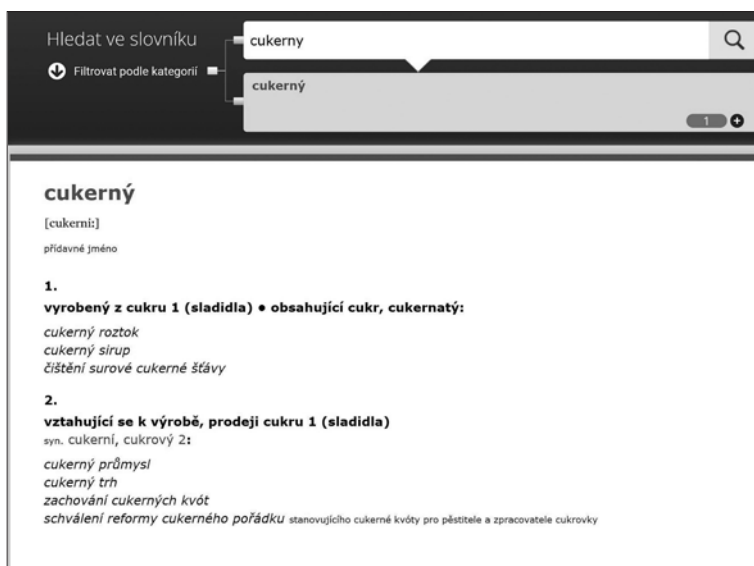 Hledat ve slovníku
cukerny
Filtrovat podle kategorií
cukerný
1
cukerný
[cukerniː]
přídavné jméno
1.
vyrobený z cukru 1 (sladidla) ● obsahující cukr, cukernatý:
cukerný roztok
cukerný sirup
čištění surové cukerné šťávy
2.
vztahující se k výrobě, prodeji cukru 1 (sladidla)
syn. cukerní, cukrový 2:
cukerný průmysl
cukerný trh
zachování cukerných kvót
schválení reformy cukerného pořádku stanovujícího cukerné kvóty pro pěstitele a zpracovatele cukrovky